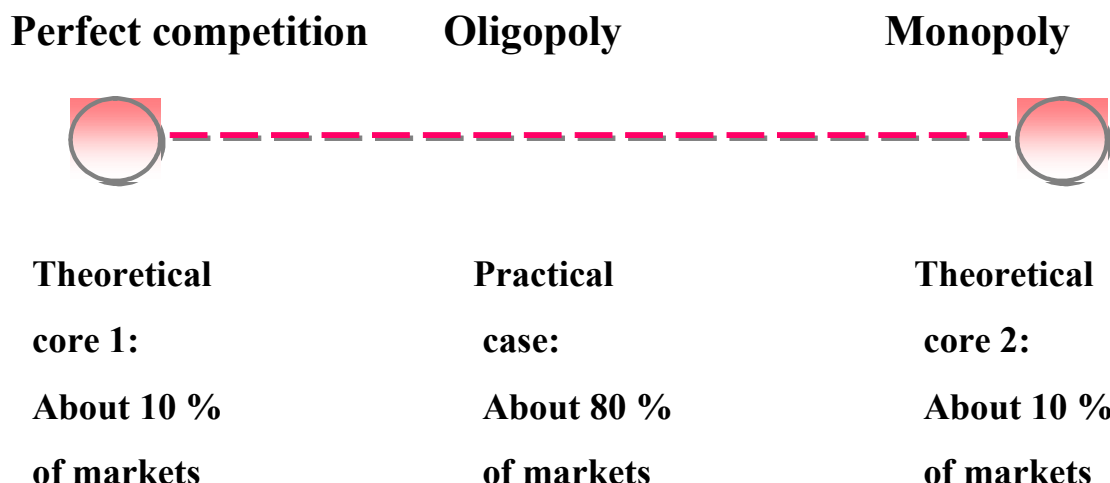 Perfect competition Oligopoly Monopoly
Theoretical Practical Theoretical
core 1: case: core 2:
About 10 % About 80 % About 10 %
of markets of markets of markets